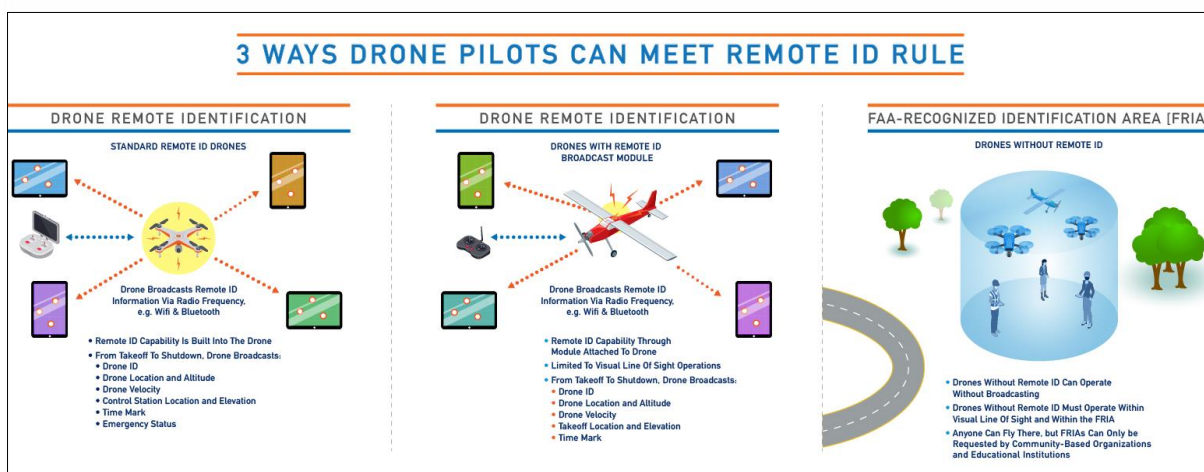 3 WAYS DRONE PILOTS CAN MEET REMOTE ID RULE
DRONE REMOTE IDENTIFICATION
STANDARD REMOTE ID DRONES
Drone Broadcasts Remote ID
Information Via Radio Frequency,
e.g. Wifi & Bluetooth
• Remote ID Capability Is Built Into The Drone
• From Takeoff To Shutdown, Drone Broadcasts:
• Drone ID
• Drone Location and Altitude
• Drone Velocity
• Control Station Location and Elevation
• Time Mark
• Emergency Status
DRONE REMOTE IDENTIFICATION
DRONES WITH REMOTE ID
BROADCAST MODULE
Drone Broadcasts Remote ID
Information Via Radio Frequency,
e.g. Wifi & Bluetooth
• Remote ID Capability Through
Module Attached To Drone
• Limited To Visual Line Of Sight Operations
• From Takeoff To Shutdown, Drone Broadcasts:
• Drone ID
• Drone Location and Altitude
• Drone Velocity
• Takeoff Location and Elevation
• Time Mark
FAA-RECOGNIZED IDENTIFICATION AREA [FRIA
DRONES WITHOUT REMOTE ID
• Drones Without Remote ID Can Operate
Without Broadcasting
• Drones Without Remote ID Must Operate Within
Visual Line Of Sight and Within the FRIA
• Anyone Can Fly There, but FRIAs Can Only be
Requested by Community-Based Organizations
and Educational Institutions